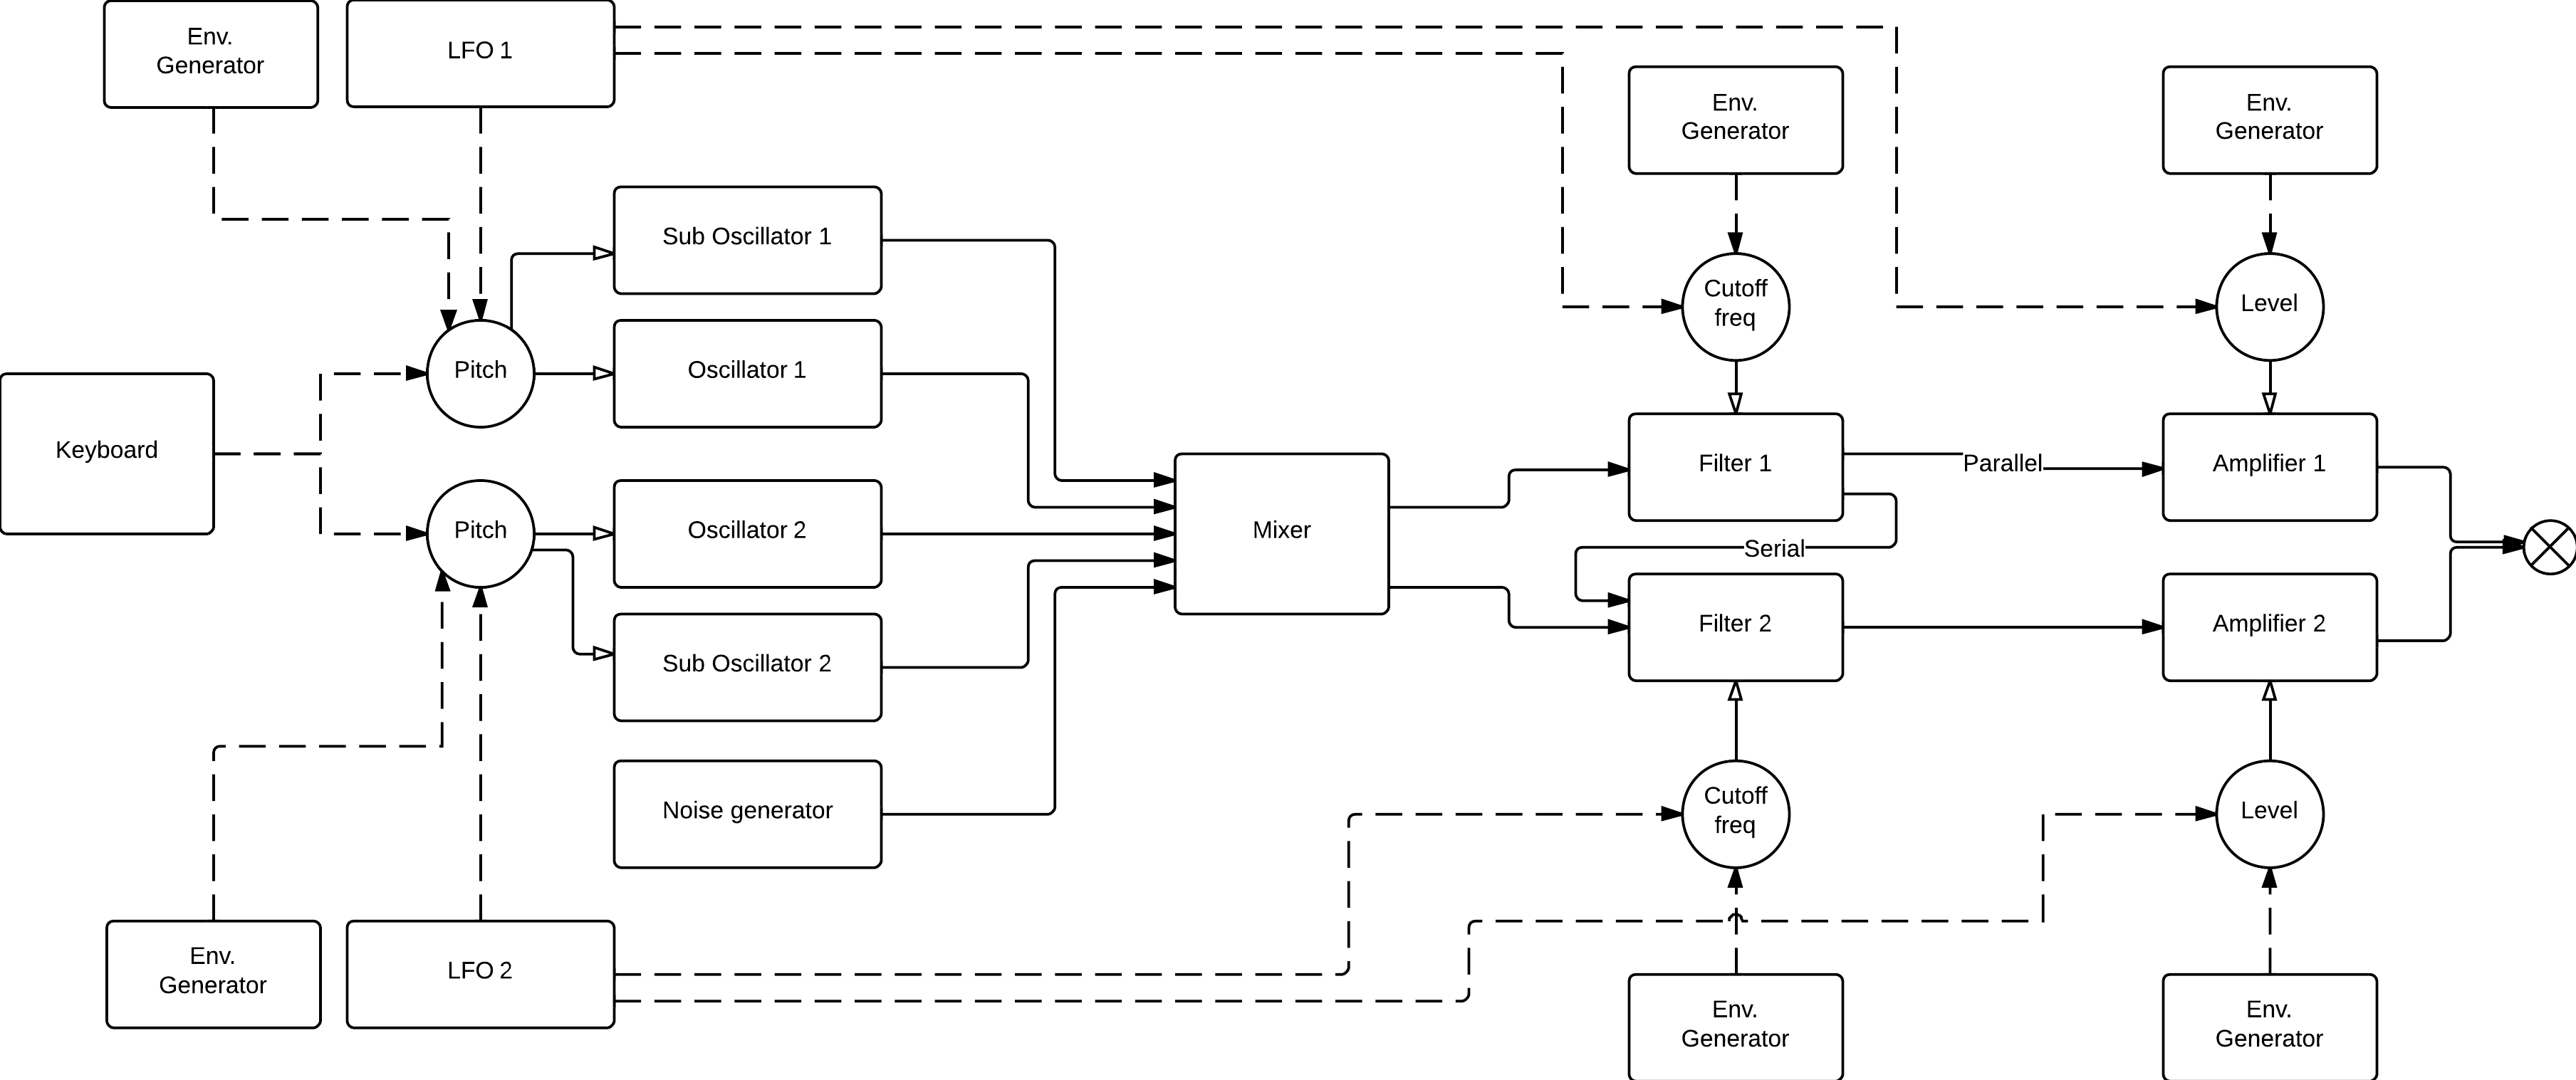 Env.
Generator
LFO 1
Env.
Generator
Env.
Generator
Sub Oscillator 1
Cutoff
freq
Level
Pitch
Oscillator 1
Keyboard
Filter 1
Parallel
Amplifier 1
Pitch
Oscillator 2
Mixer
Serial
Filter 2
Amplifier 2
Sub Oscillator 2
Noise generator
Cutoff
freq
Level
Env.
Generator
LFO 2
Env.
Generator
Env.
Generator